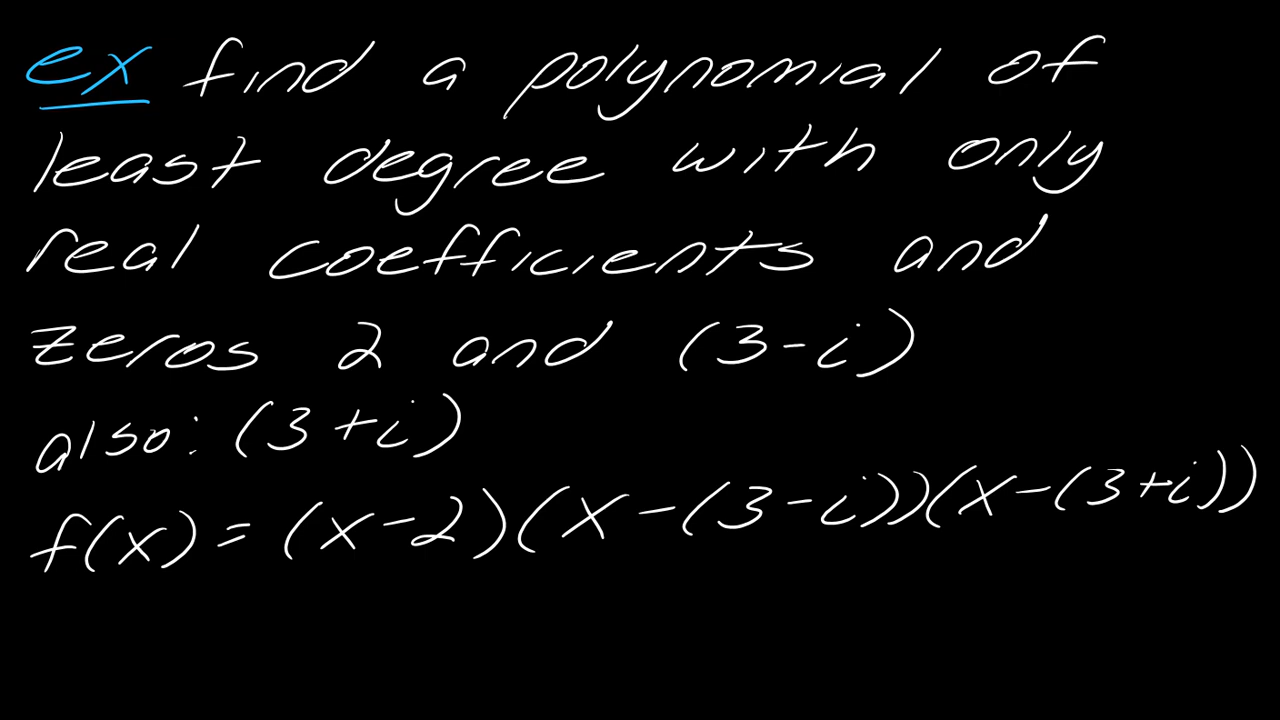 ex find a polynomial of
least degree with only
real coefficients and
zeros 2 and (3-i)
also: (3+i)
f(x) = (x-2)(x-(3-i))(x-(3+i))